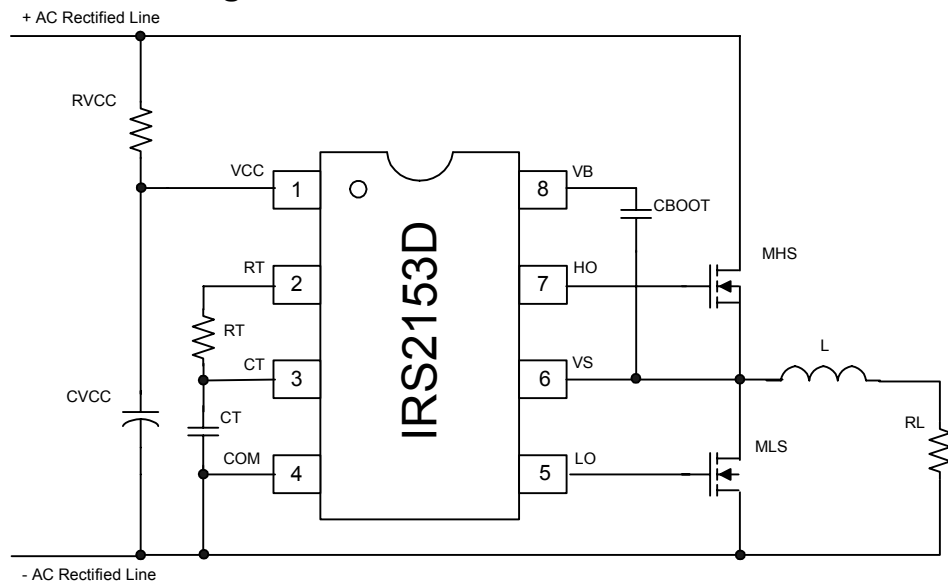 + AC Rectified Line
RVCC
VCC
1
8
VB
CBOOT
MHS
RT
2
7
HO
RT
IRS2153D
L
CT
3
6
VS
CVCC
CT
RL
MLS
COM
4
5
LO
- AC Rectified Line